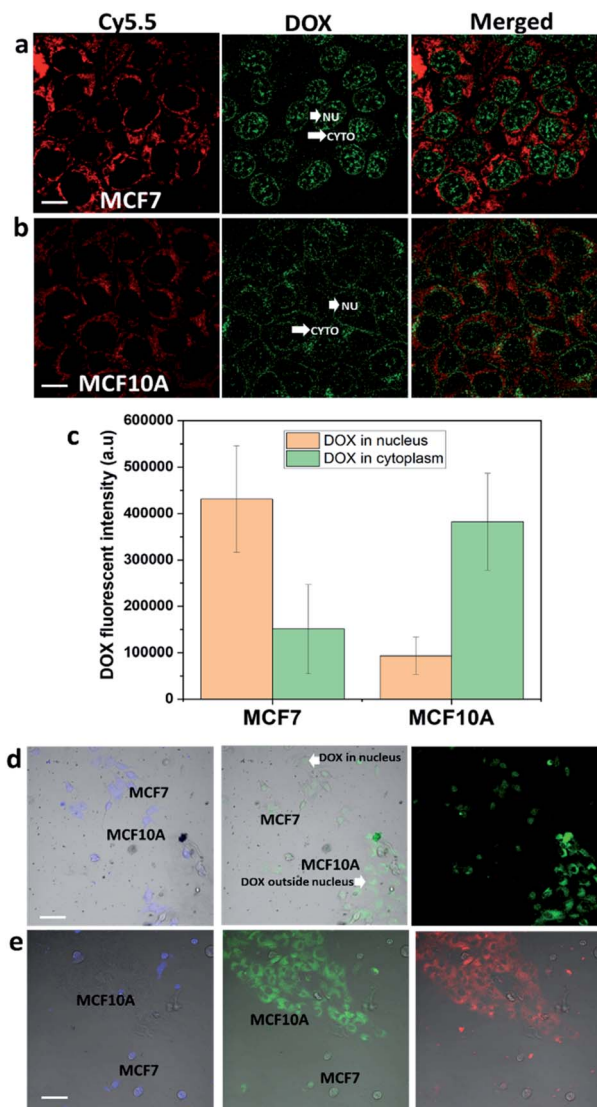 Cy5.5 DOX Merged
a
NU
CYTO
MCF7
b
NU
CYTO
MCF10A
c
600000
500000
400000
300000
200000
100000
0
DOX fluorescent intensity (a.u)
DOX in nucleus
DOX in cytoplasm
MCF7 MCF10A
d
MCF7
MCF10A
DOX in nucleus
MCF7
MCF10A
DOX outside nucleus
e
MCF10A
MCF7
MCF10A
MCF7